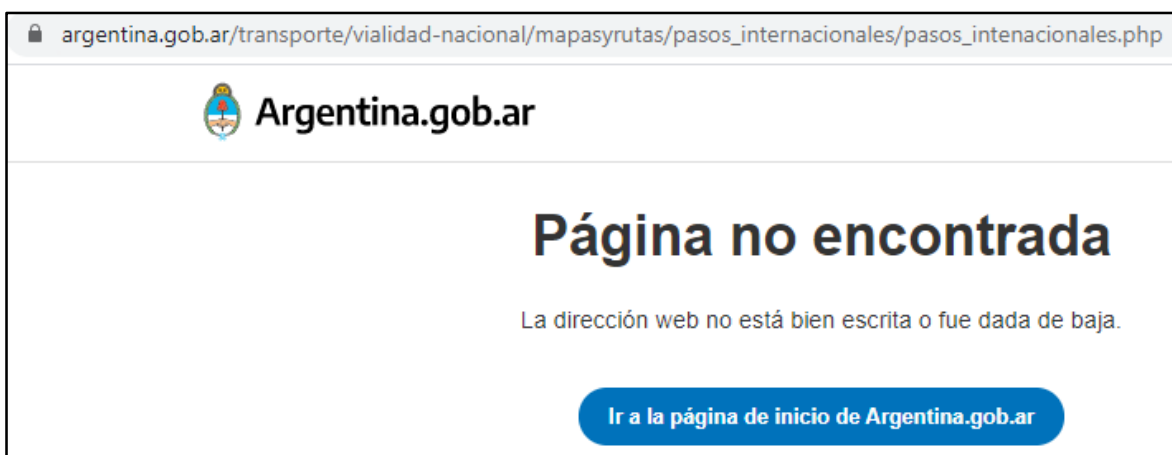 argentina.gob.ar/transporte/vialidad-nacional/mapasyrutas/pasos_internacionales/pasos_intenacionales.php
Argentina.gob.ar
Página no encontrada
La dirección web no está bien escrita o fue dada de baja.
Ir a la página de inicio de Argentina.gob.ar